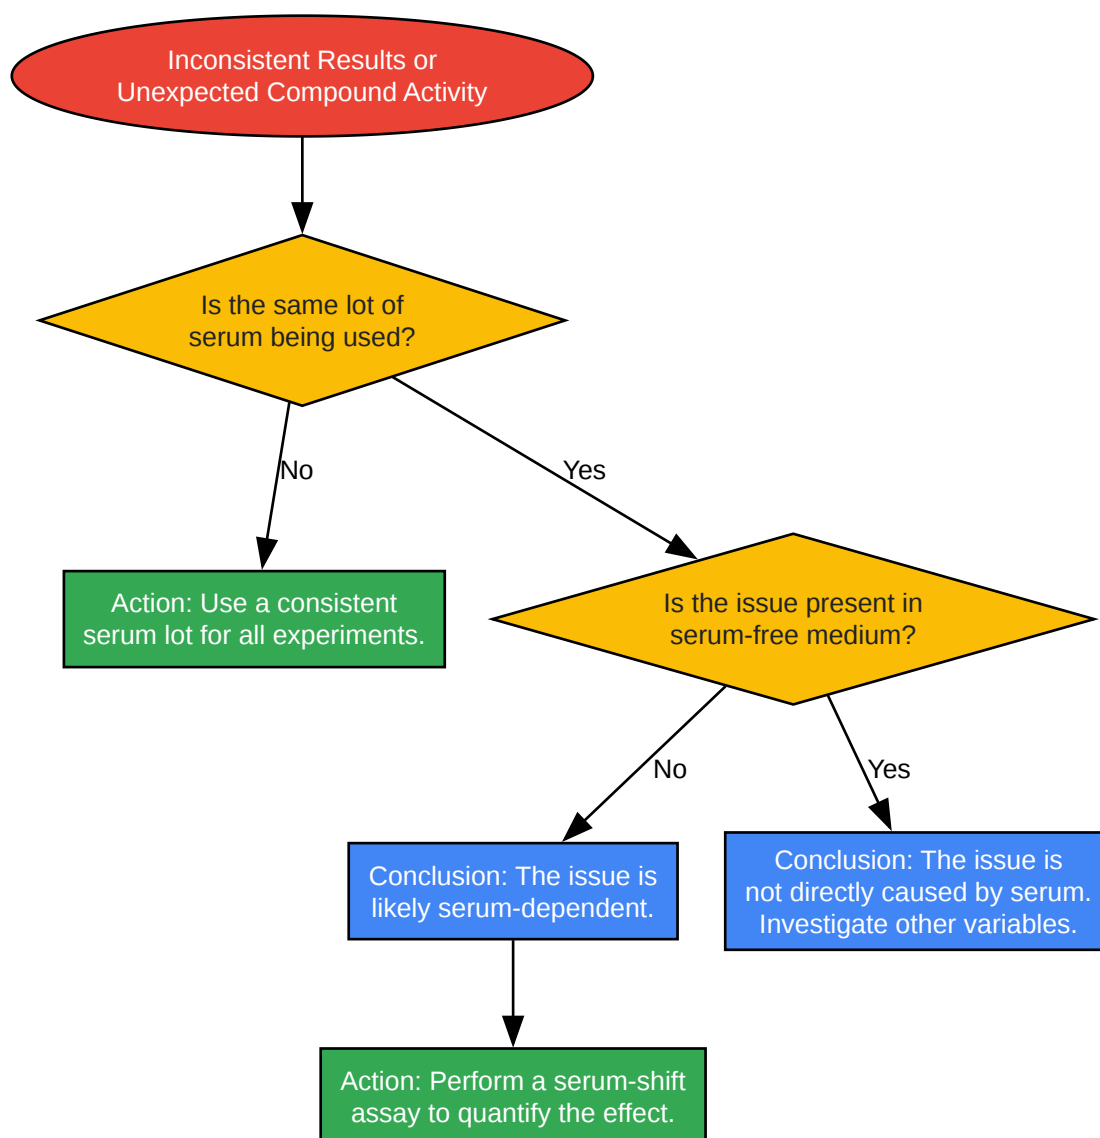 Inconsistent Results or
Unexpected Compound Activity
Is the same lot of
serum being used?
No
Yes
Action: Use a consistent
serum lot for all experiments.
Is the issue present in
serum-free medium?
No
Yes
Conclusion: The issue is
likely serum-dependent.
Conclusion: The issue is
not directly caused by serum.
Investigate other variables.
Action: Perform a serum-shift
assay to quantify the effect.